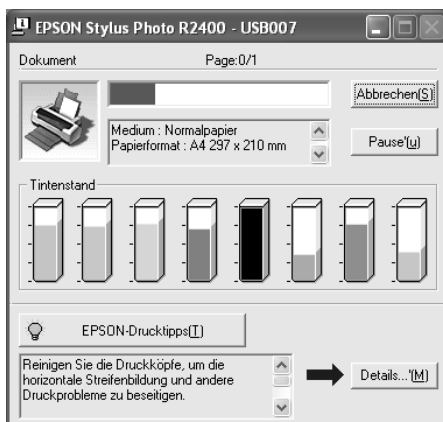 EPSON Stylus Photo R2400 - USB007
Dokument Page:0/1
Abbrechen(S)
Medium : Normalpapier
Papierformat : A4 297 x 210 mm
Pause'(u)
Tintenstand
EPSON-Drucktipps(T)
Reinigen Sie die Druckköpfe, um die
horizontale Streifenbildung und andere
Druckprobleme zu beseitigen.
Details...'(M)